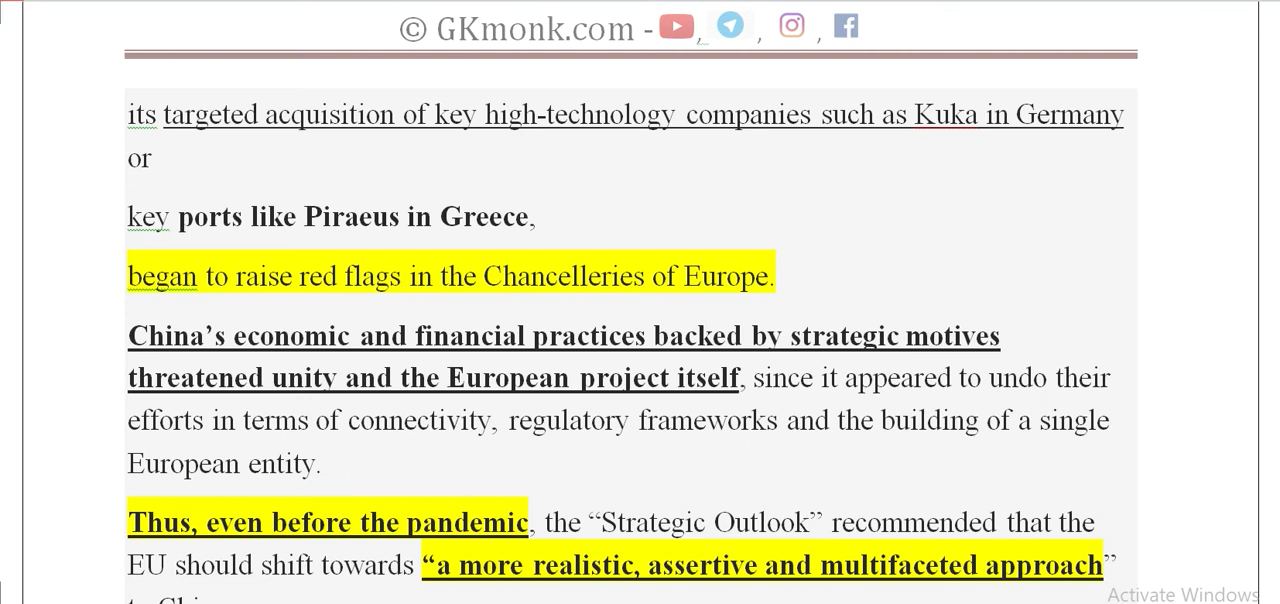 © GKmonk.com - , , ,
its targeted acquisition of key high-technology companies such as Kuka in Germany
or
key ports like Piraeus in Greece,
began to raise red flags in the Chancelleries of Europe.
China’s economic and financial practices backed by strategic motives
threatened unity and the European project itself, since it appeared to undo their
efforts in terms of connectivity, regulatory frameworks and the building of a single
European entity.
Thus, even before the pandemic, the “Strategic Outlook” recommended that the
EU should shift towards “a more realistic, assertive and multifaceted approach”
Activate Windows